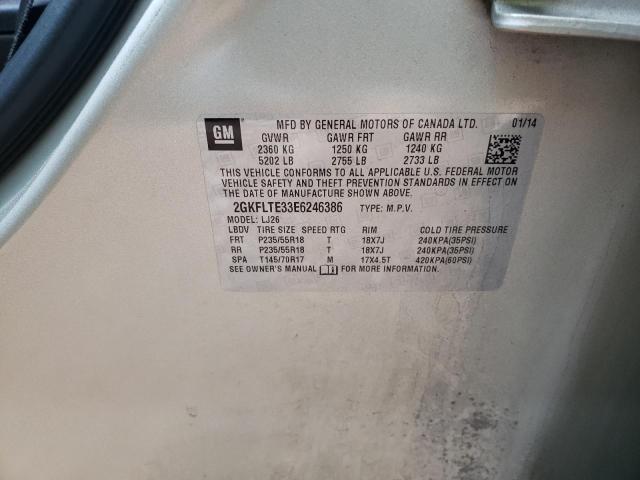 GM
MFD BY GENERAL MOTORS OF CANADA LTD. 01/14
GVWR GAWR FRT GAWR RR
2360 KG 1250 KG 1240 KG
5202 LB 2755 LB 2733 LB
THIS VEHICLE CONFORMS TO ALL APPLICABLE U.S. FEDERAL MOTOR
VEHICLE SAFETY AND THEFT PREVENTION STANDARDS IN EFFECT ON
THE DATE OF MANUFACTURE SHOWN ABOVE.
2GKFLTE33E6246386 TYPE: M.P.V.
MODEL: LJ26
LBDV TIRE SIZE SPEED RTG RIM COLD TIRE PRESSURE
FRT P235/55R18 T 18X7J 240KPA(35PSI)
RR P235/55R18 T 18X7J 240KPA(35PSI)
SPA T145/70R17 M 17X4.5T 420KPA(60PSI)
SEE OWNER'S MANUAL FOR MORE INFORMATION.